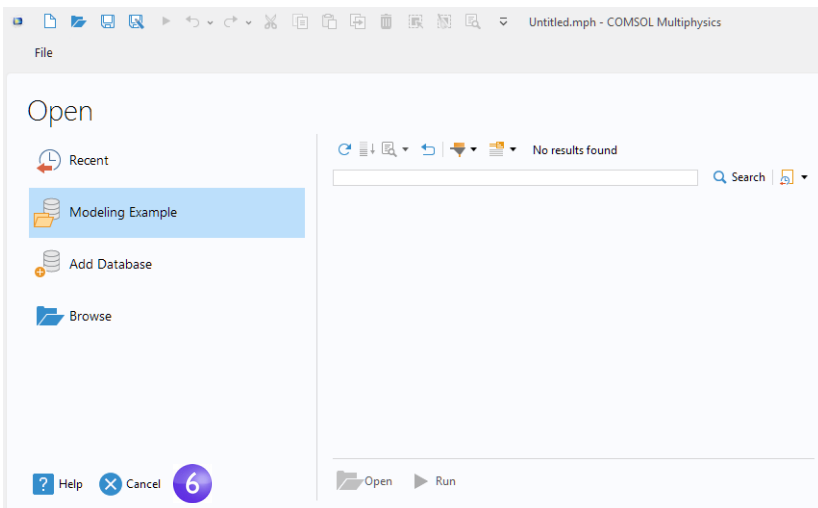 Untitled.mph - COMSOL Multiphysics
File
Open
Recent
Modeling Example
Add Database
Browse
No results found
Search
? Help
Cancel
6
Open
Run